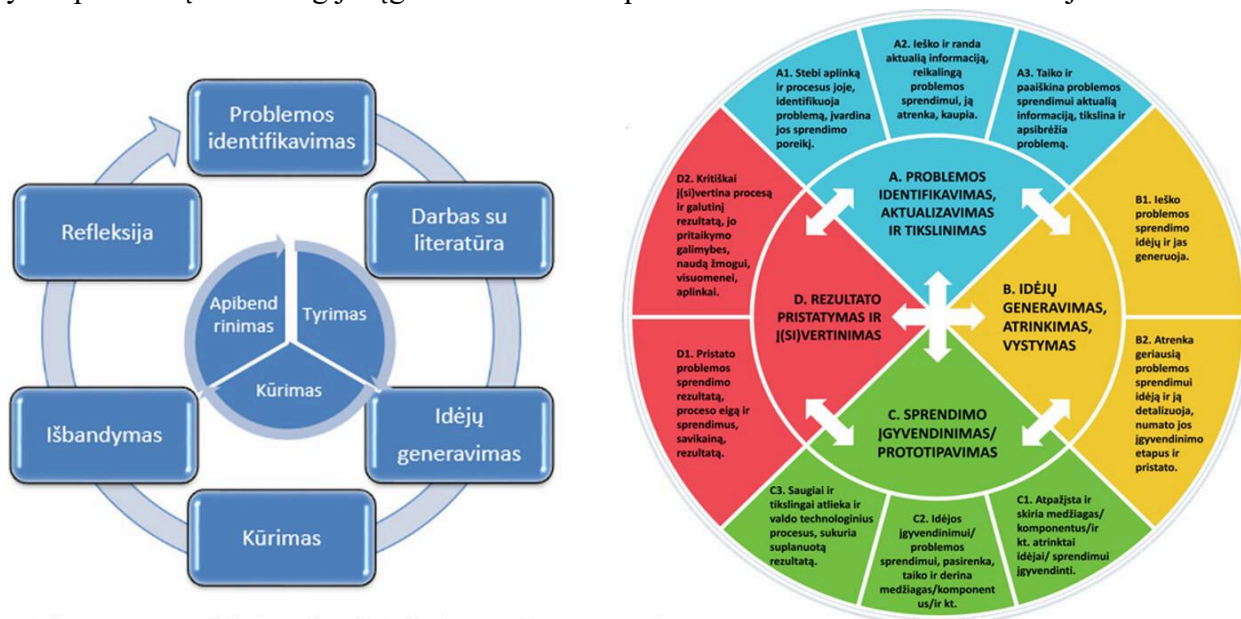 Problemos
identifikavimas
Darbas su
literatūra
Idėjų
generavimas
Kūrimas
Išbandymas
Refleksija
Apibend
rinimas
Tyrimas
Kūrimas
A1. Stebi aplinką
ir procesus joje,
identifikuoja
problemą, įvardina
jos sprendimo
poreikį.
A2. Ieško ir randa
aktualią informaciją,
reikalingą
problemos
sprendimui, ją
atrenka, kaupia.
A3. Taiko ir
paaiškina problemos
sprendimui aktualią
informaciją, tikslina ir
apsibrėžia
problemą.
A. PROBLEMOS
IDENTIFIKAVIMAS,
AKTUALIZAVIMAS
IR TIKSLINIMAS
B1. Ieško
problemos
sprendimo
idėjų ir jas
generuoja.
B. IDĖJŲ
GENERAVIMAS,
ATRINKIMAS,
VYSTYMAS
B2. Atrenka
geriausią
problemos
sprendimui
idėją ir ją
detalizuoja,
numato jos
įgyvendinimo
etapus ir
pristato.
C. SPRENDIMO
ĮGYVENDINIMAS/
PROTOTIPAVIMAS
C1. Atpažįsta ir
skiria medžiagas/
komponentus/ir
kt. atrinktai
idėjai/ sprendimui
įgyvendinti.
C2. Idėjos
įgyvendinimui/
problemos
sprendimui, pasirenka,
taiko ir derina
medžiagas/komponent
us/ir kt.
C3. Saugiai ir
tikslingai atlieka ir
valdo technologinius
procesus, sukuria
suplanuotą
rezultatą.
D. REZULTATO
PRISTATYMAS IR
Į(SI)VERTINIMAS
D1. Pristato
problemos
sprendimo
rezultatą,
proceso eigą ir
sprendimus,
savikainą,
rezultatą.
D2. Kritiškai
į(si)vertina procesą
ir galutinį
rezultatą, jo
pritaikymo
galimybes,
naudą žmogui,
visuomenei,
aplinkai.